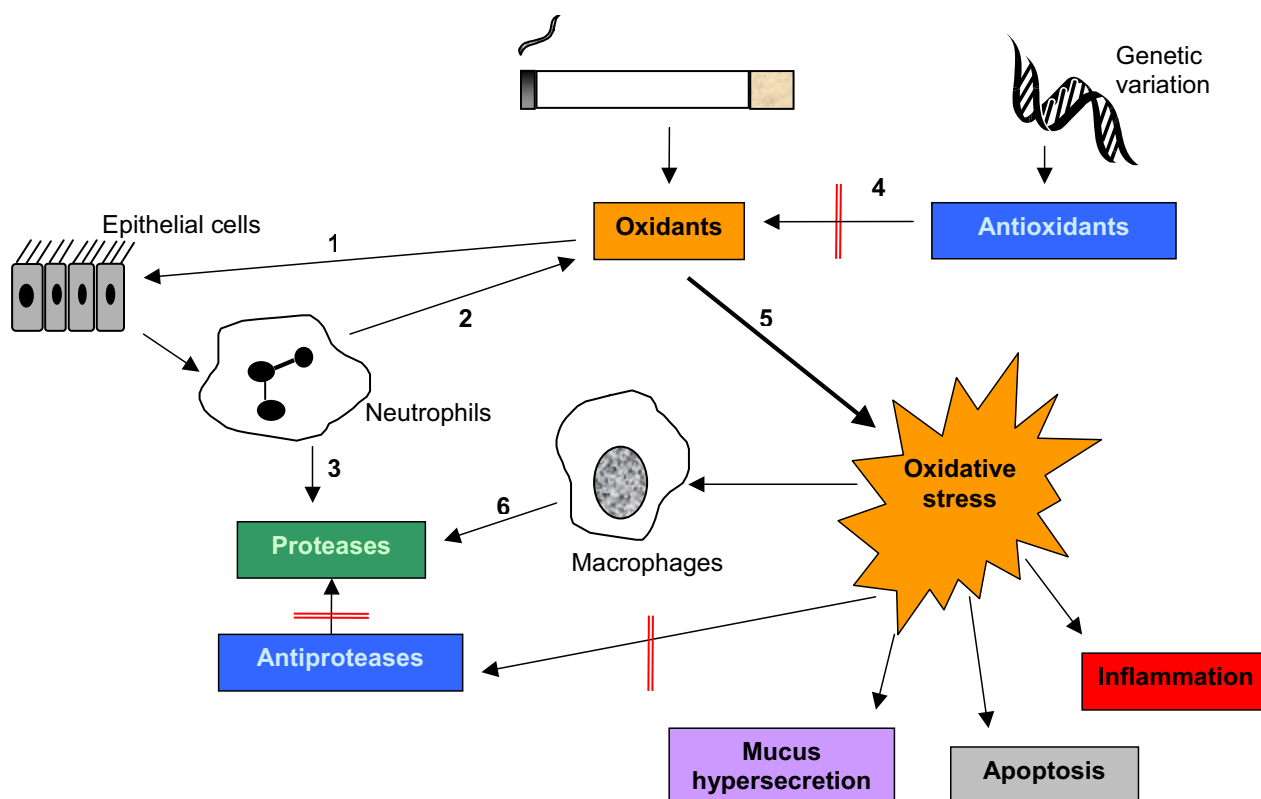 Genetic
variation
4
Oxidants
Antioxidants
Epithelial cells
1
2
5
Neutrophils
3
Oxidative
stress
6
Proteases
Macrophages
Antiproteases
Inflammation
Mucus
hypersecretion
Apoptosis